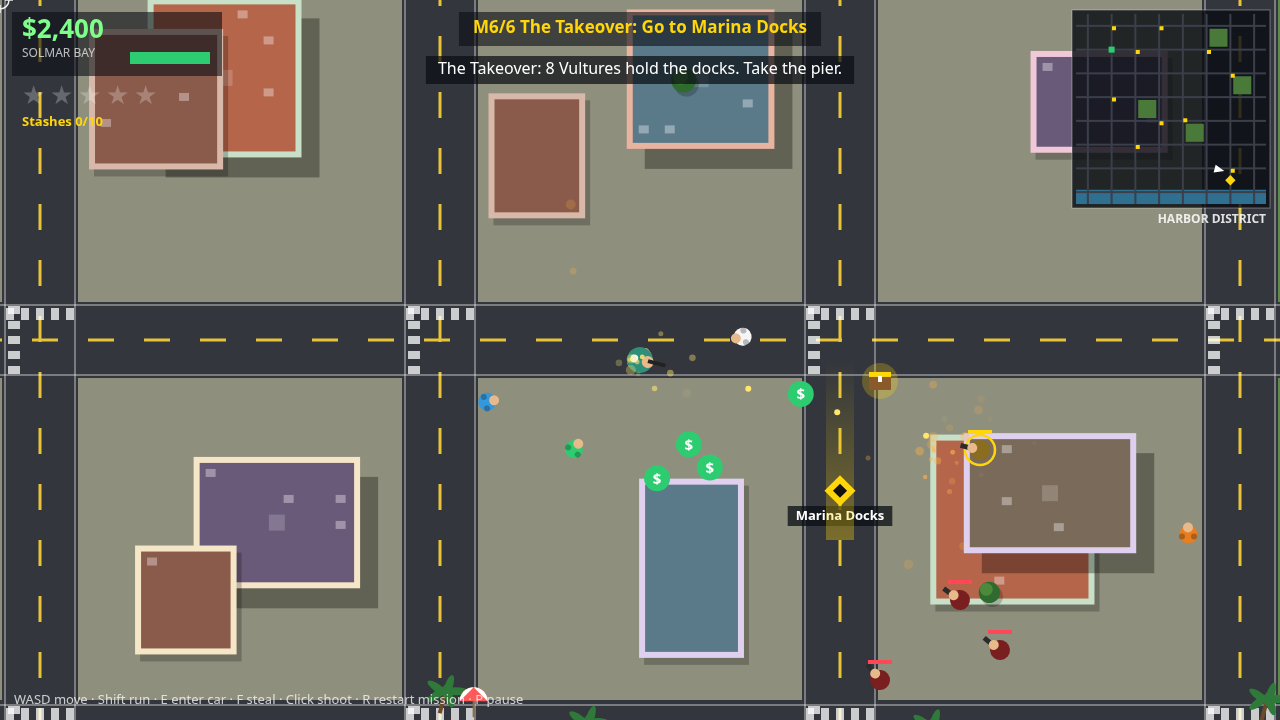 $2,400
SOLMAR BAY
Stashes 0/10
M6/6 The Takeover: Go to Marina Docks
The Takeover: 8 Vultures hold the docks. Take the pier.
HARBOR DISTRICT
$
$
$
$
Marina Docks
WASD move · Shift run · E enter car · F steal · Click shoot · R restart mission · P pause